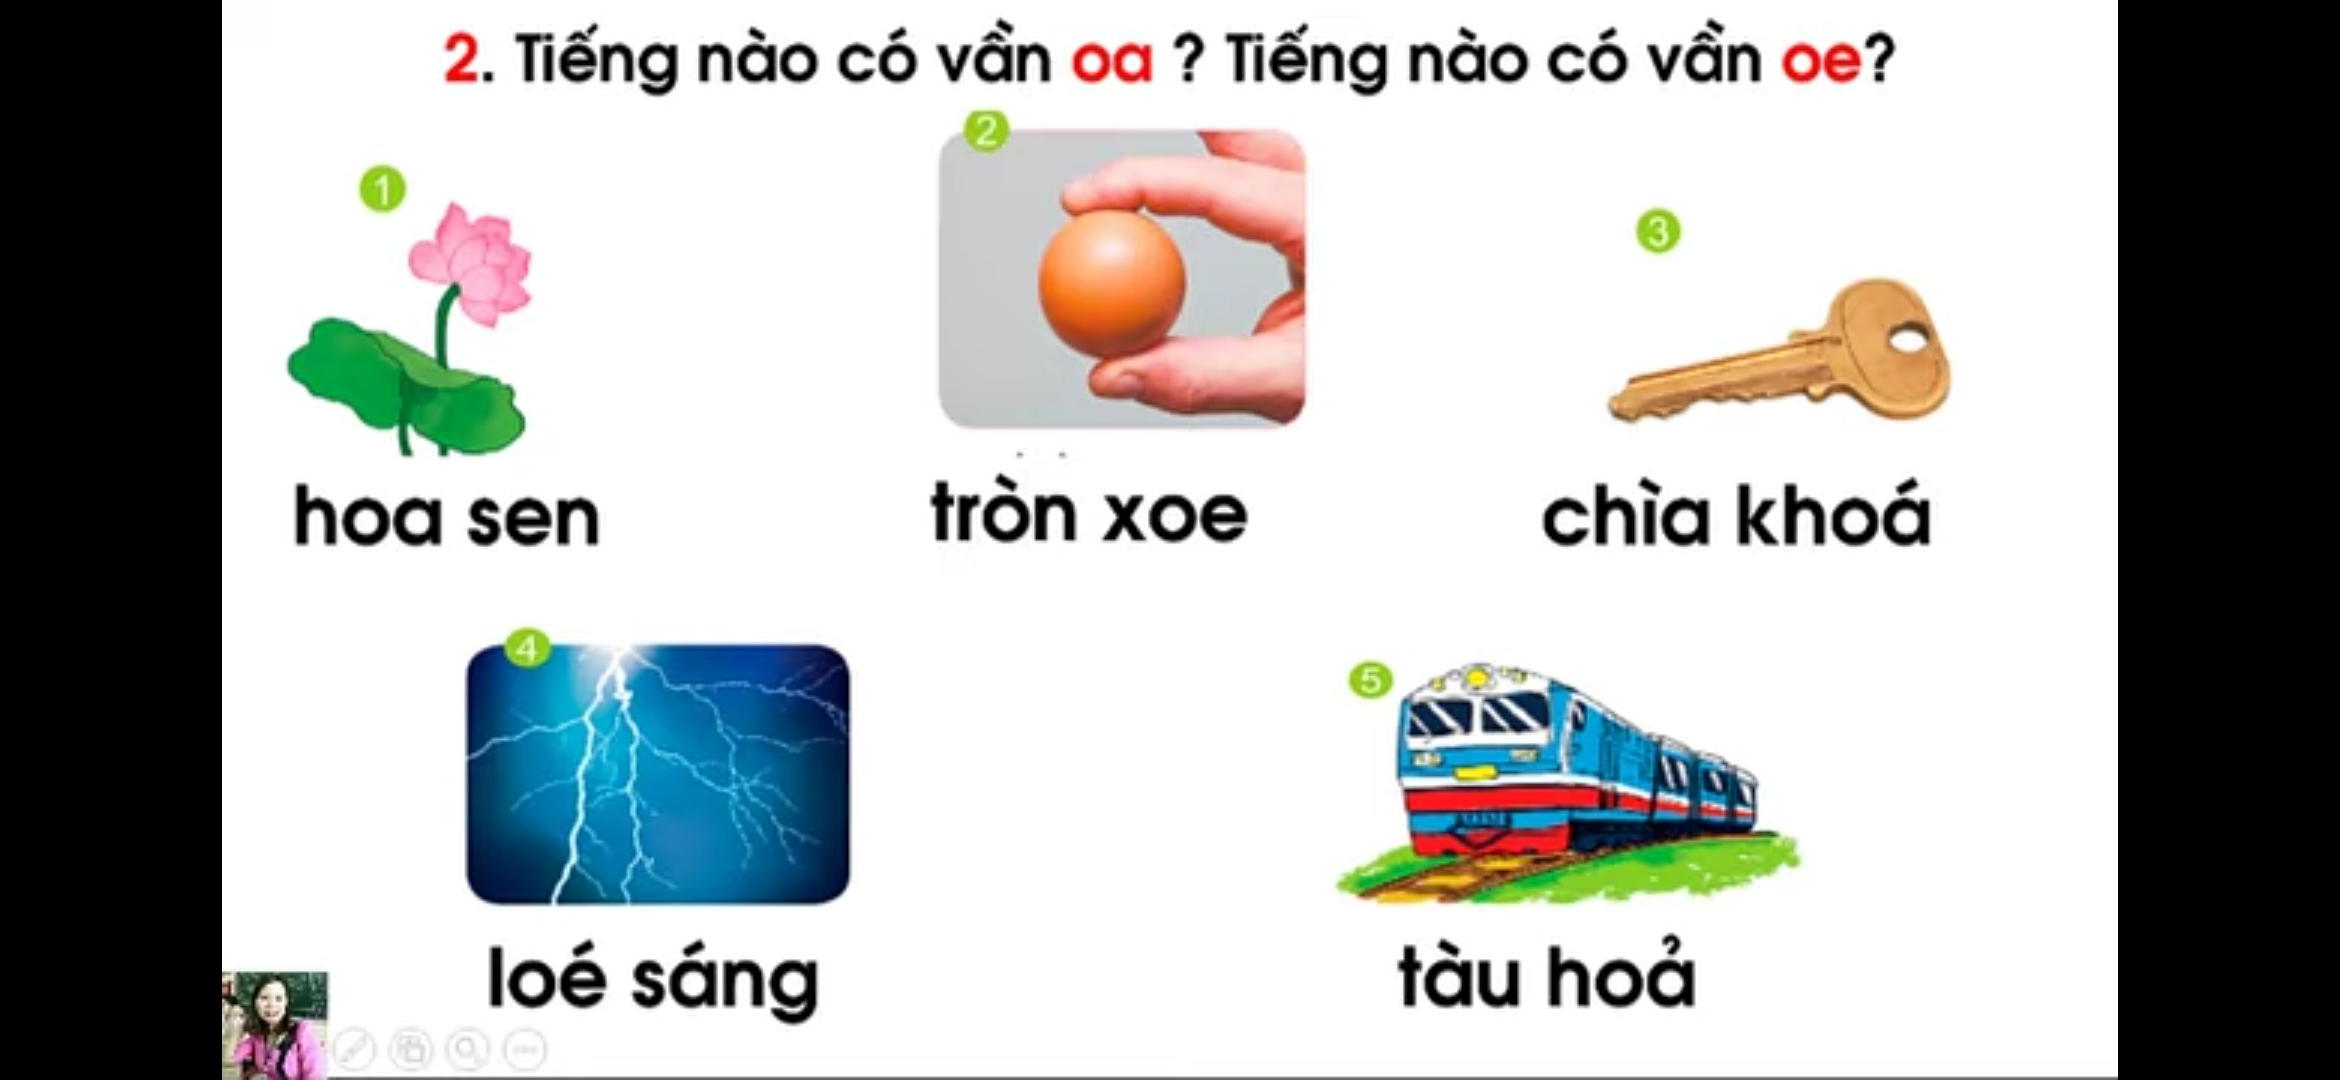 2. Tiếng nào có vần oa ? Tiếng nào có vần oe?
1
2
3
hoa sen
tròn xoe
chìa khoá
4
5
loé sáng
tàu hoả